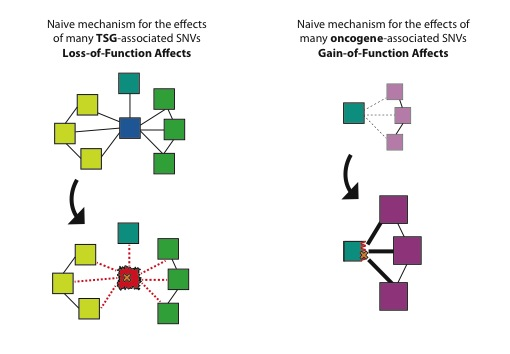 Naive mechanism for the effects
of many TSG-associated SNVs
Loss-of-Function Affects
Naive mechanism for the effects of
many oncogene-associated SNVs
Gain-of-Function Affects